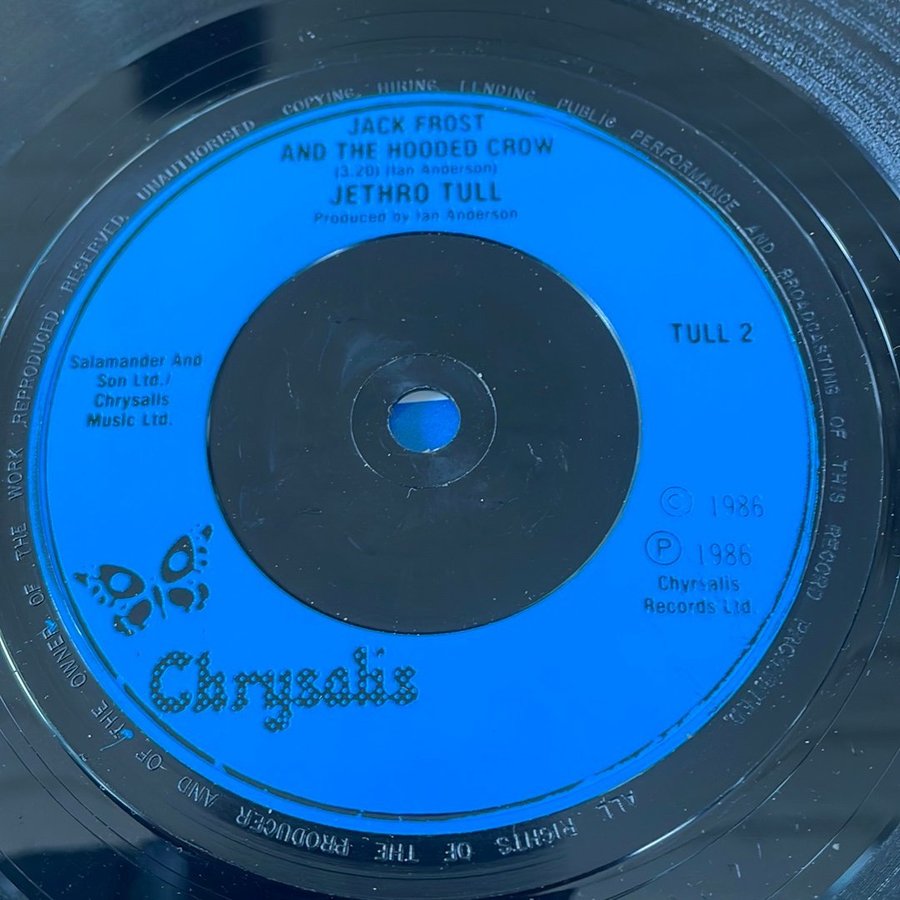 JACK FROST
AND THE HOODED CROW
(3.20) (Ian Anderson)
JETHRO TULL
Produced by Ian Anderson
TULL 2
Salamander And
Son Ltd./
Chrysalis
Music Ltd.
© 1986
Ⓟ 1986
Chyrsalis
Records Ltd.
Chrysalis
ALL RIGHTS OF THE PRODUCER AND OF THE OWNER OF THE WORK REPRODUCED RESERVED. UNAUTHORISED COPYING, HIRING, LENDING, PUBLIC PERFORMANCE AND BROADCASTING OF THIS RECORD PROHIBITED.